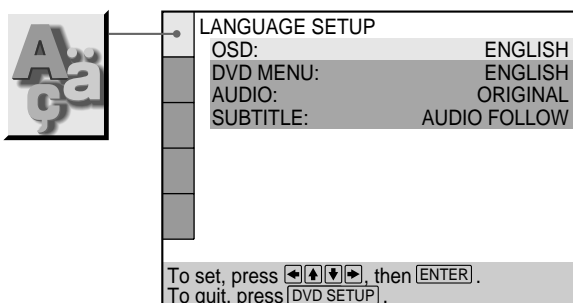 Aäç
LANGUAGE SETUP
OSD: ENGLISH
DVD MENU: ENGLISH
AUDIO: ORIGINAL
SUBTITLE: AUDIO FOLLOW
To set, press ←↑↓→, then ENTER.
To quit, press DVD SETUP.